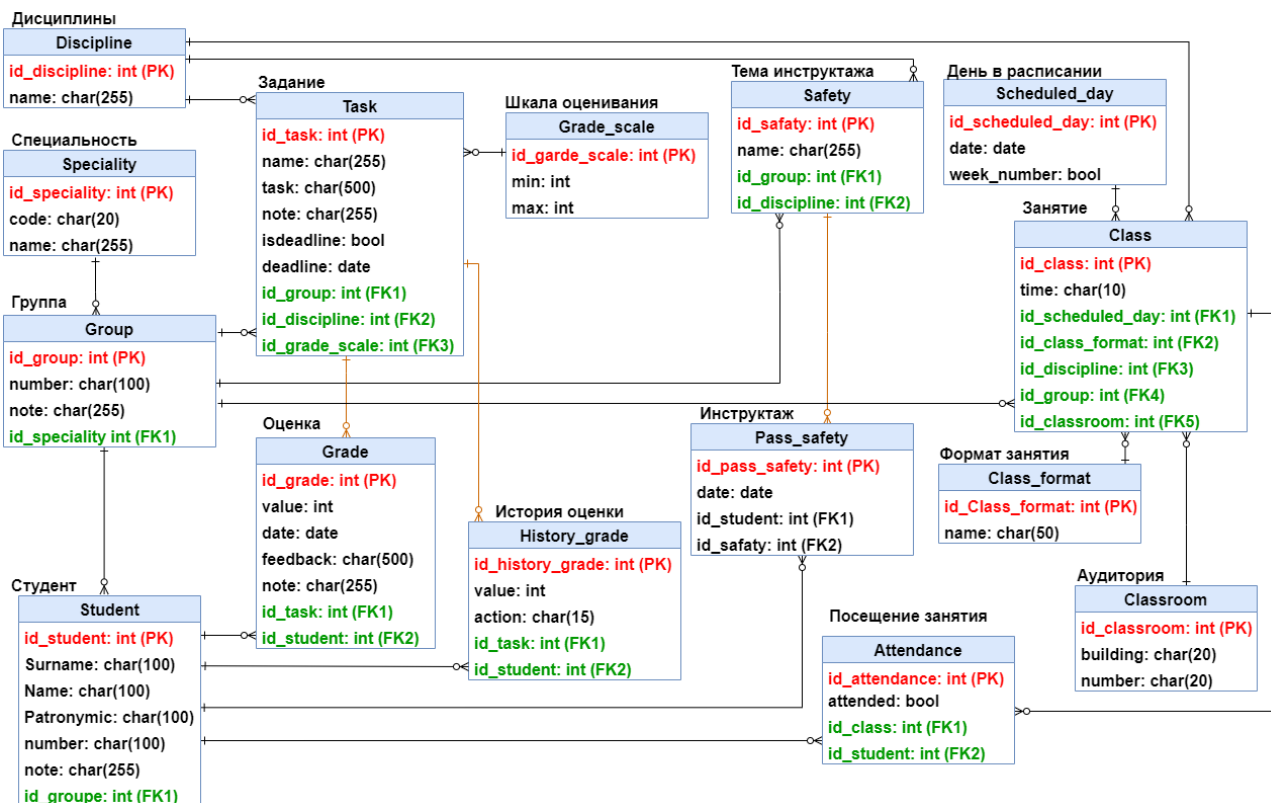 Дисциплины
Discipline
id_discipline: int (PK)
name: char(255)
Специальность
Speciality
id_speciality: int (PK)
code: char(20)
name: char(255)
Группа
Group
id_group: int (PK)
number: char(100)
note: char(255)
id_speciality int (FK1)
Студент
Student
id_student: int (PK)
Surname: char(100)
Name: char(100)
Patronymic: char(100)
number: char(100)
note: char(255)
id_groupe: int (FK1)
Задание
Task
id_task: int (PK)
name: char(255)
task: char(500)
note: char(255)
isdeadline: bool
deadline: date
id_group: int (FK1)
id_discipline: int (FK2)
id_grade_scale: int (FK3)
Оценка
Grade
id_grade: int (PK)
value: int
date: date
feedback: char(500)
note: char(255)
id_task: int (FK1)
id_student: int (FK2)
Шкала оценивания
Grade_scale
id_garde_scale: int (PK)
min: int
max: int
История оценки
History_grade
id_history_grade: int (PK)
value: int
action: char(15)
id_task: int (FK1)
id_student: int (FK2)
Тема инструктажа
Safety
id_safaty: int (PK)
name: char(255)
id_group: int (FK1)
id_discipline: int (FK2)
Инструктаж
Pass_safety
id_pass_safety: int (PK)
date: date
id_student: int (FK1)
id_safaty: int (FK2)
Посещение занятия
Attendance
id_attendance: int (PK)
attended: bool
id_class: int (FK1)
id_student: int (FK2)
День в расписании
Scheduled_day
id_scheduled_day: int (PK)
date: date
week_number: bool
Занятие
Class
id_class: int (PK)
time: char(10)
id_scheduled_day: int (FK1)
id_class_format: int (FK2)
id_discipline: int (FK3)
id_group: int (FK4)
id_classroom: int (FK5)
Формат занятия
Class_format
id_Class_format: int (PK)
name: char(50)
Аудитория
Classroom
id_classroom: int (PK)
building: char(20)
number: char(20)